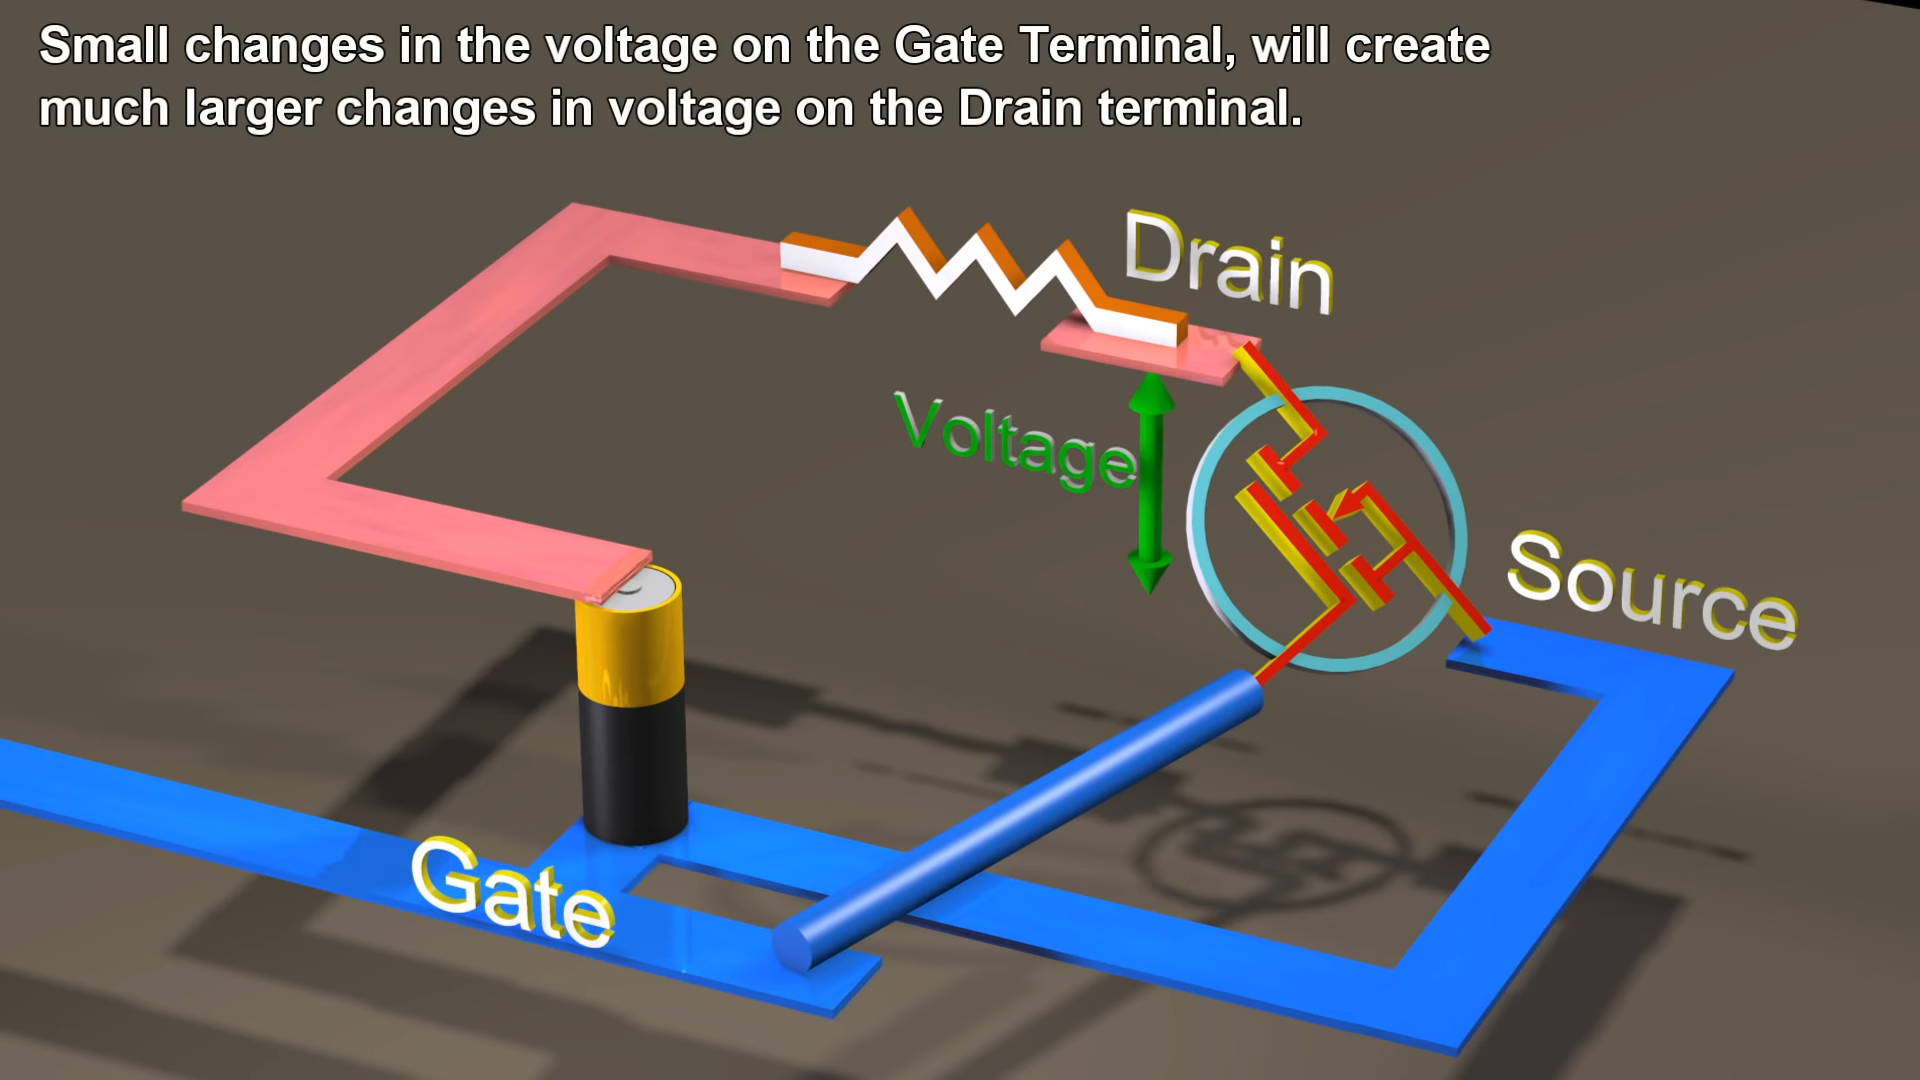 Small changes in the voltage on the Gate Terminal, will create
much larger changes in voltage on the Drain terminal.
Drain
Voltage
Source
Gate